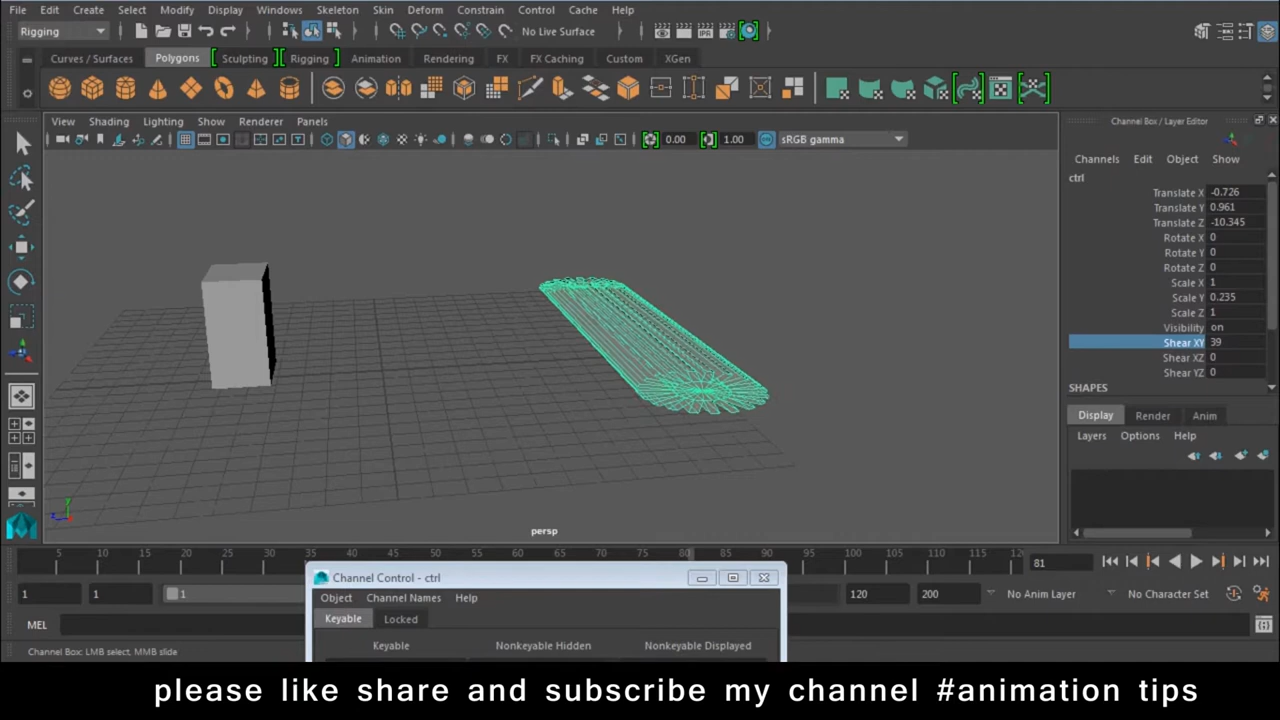 File Edit Create Select Modify Display Windows Skeleton Skin Deform Constrain Control Cache Help
Rigging No Live Surface
Curves / Surfaces Polygons Sculpting Rigging Animation Rendering FX FX Caching Custom XGen
IPR
View Shading Lighting Show Renderer Panels
0.00 1.00 sRGB gamma
persp
Channel Box / Layer Editor
Channels Edit Object Show
ctrl
Translate X -0.726
Translate Y 0.961
Translate Z -10.345
Rotate X 0
Rotate Y 0
Rotate Z 0
Scale X 1
Scale Y 0.235
Scale Z 1
Visibility on
Shear XY 39
Shear XZ 0
Shear YZ 0
SHAPES
Display Render Anim
Layers Options Help
5 10 15 20 25 30 35 40 45 50 55 60 65 70 75 80 85 90 95 100 105 110 115 12 81
1 1 1 120 200 No Anim Layer No Character Set
MEL
Channel Box: LMB select, MMB slide
Channel Control - ctrl
Object Channel Names Help
Keyable Locked
Keyable Nonkeyable Hidden Nonkeyable Displayed
please like share and subscribe my channel #animation tips